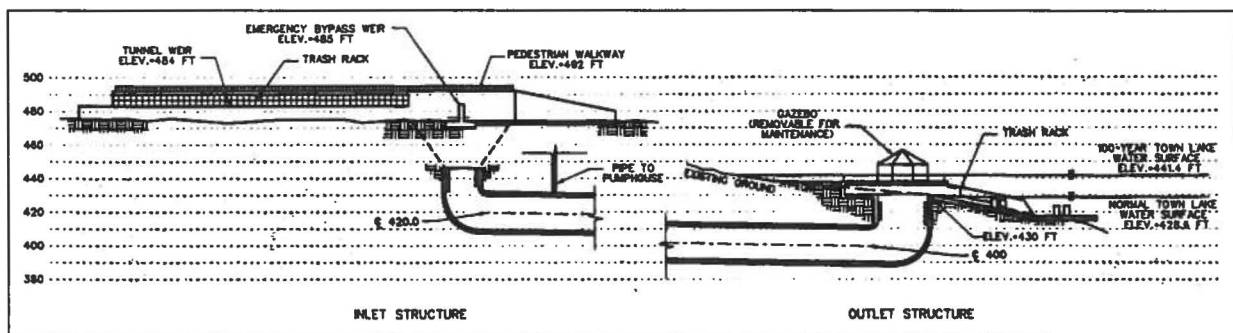 EMERGENCY BYPASS WEIR
ELEV.=485 FT
TUNNEL WEIR
ELEV.=484 FT
TRASH RACK
PEDESTRIAN WALKWAY
ELEV.=492 FT
500
480
460
440
420
400
380
PIPE TO
PUMPHOUSE
℄ 420.0
INLET STRUCTURE
GAZEBO
(REMOVABLE FOR
MAINTENANCE)
TRASH RACK
100-YEAR TOWN LAKE
WATER SURFACE
ELEV.=441.4 FT
EXISTING GROUND
NORMAL TOWN LAKE
WATER SURFACE
ELEV.=428.8 FT
ELEV.=430 FT
℄ 400
OUTLET STRUCTURE